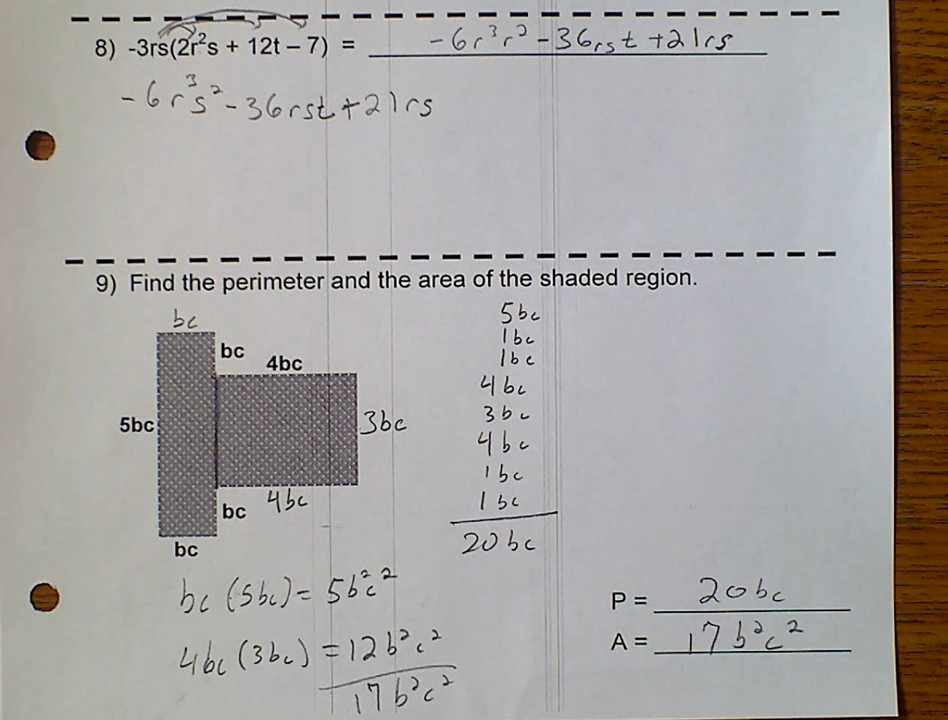 8) -3rs(2r²s + 12t – 7) = -6r³r² - 36rst + 21rs
-6r³s² - 36rst + 21rs
9) Find the perimeter and the area of the shaded region.
bc
bc
4bc
5bc
3bc
bc
4bc
bc
5bc
1bc
1bc
4bc
3bc
4bc
1bc
1bc
20bc
bc(5bc) = 5b²c²
4bc(3bc) = 12b²c²
17b²c²
P = 20bc
A = 17b²c²